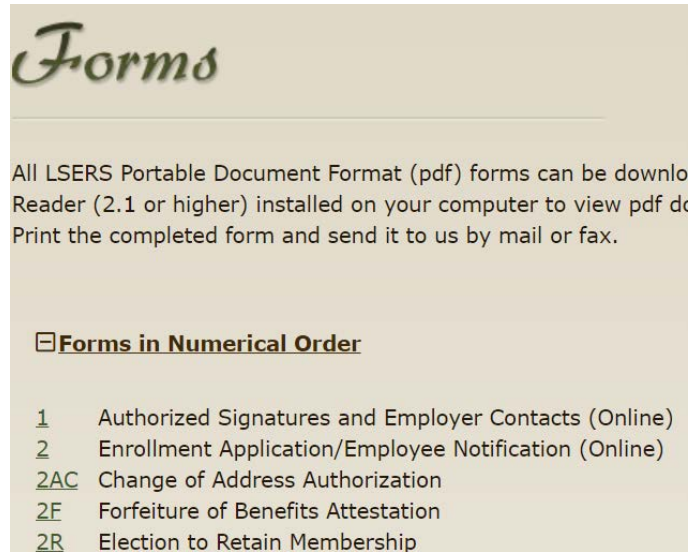 Forms
All LSERS Portable Document Format (pdf) forms can be downlo
Reader (2.1 or higher) installed on your computer to view pdf do
Print the completed form and send it to us by mail or fax.
Forms in Numerical Order
1 Authorized Signatures and Employer Contacts (Online)
2 Enrollment Application/Employee Notification (Online)
2AC Change of Address Authorization
2F Forfeiture of Benefits Attestation
2R Election to Retain Membership